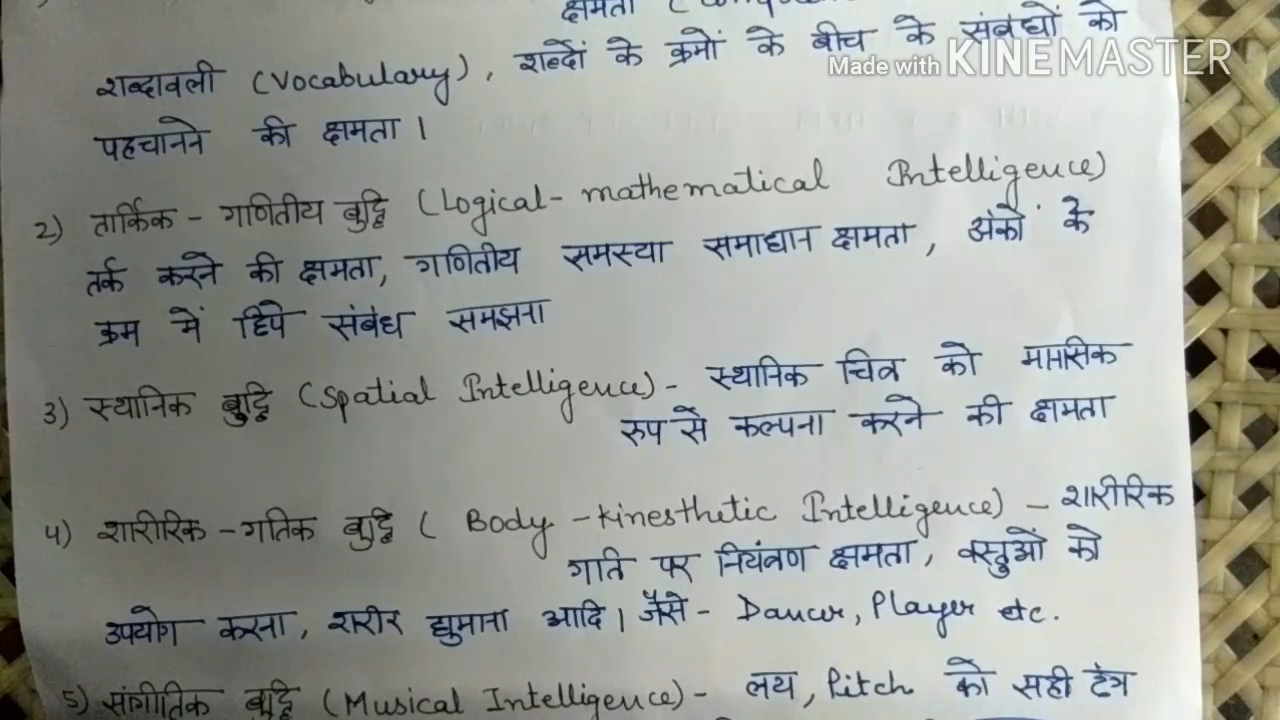 क्षमता
शब्दावली (Vocabulary), शब्दों के क्रमों के बीच के संबंधों को
Made with KINEMASTER
पहचानने की क्षमता।
2) तार्किक - गणितीय बुद्धि (Logical- mathematical Intelligence)
तर्क करने की क्षमता, गणितीय समस्या समाधान क्षमता, अंको के
क्रम में छिपे संबंध समझना
3) स्थानिक बुद्धि (Spatial Intelligence) - स्थानिक चित्र को मानसिक
रुप से कल्पना करने की क्षमता
4) शारीरिक - गतिक बुद्धि ( Body - Kinesthetic Intelligence) - शारीरिक
गति पर नियंत्रण क्षमता, वस्तुओं को
उपयोग करना, शरीर घुमाना आदि। जैसे - Dancer, Player etc.
5) सांगीतिक बुद्धि (Musical Intelligence) - लय, Pitch को सही